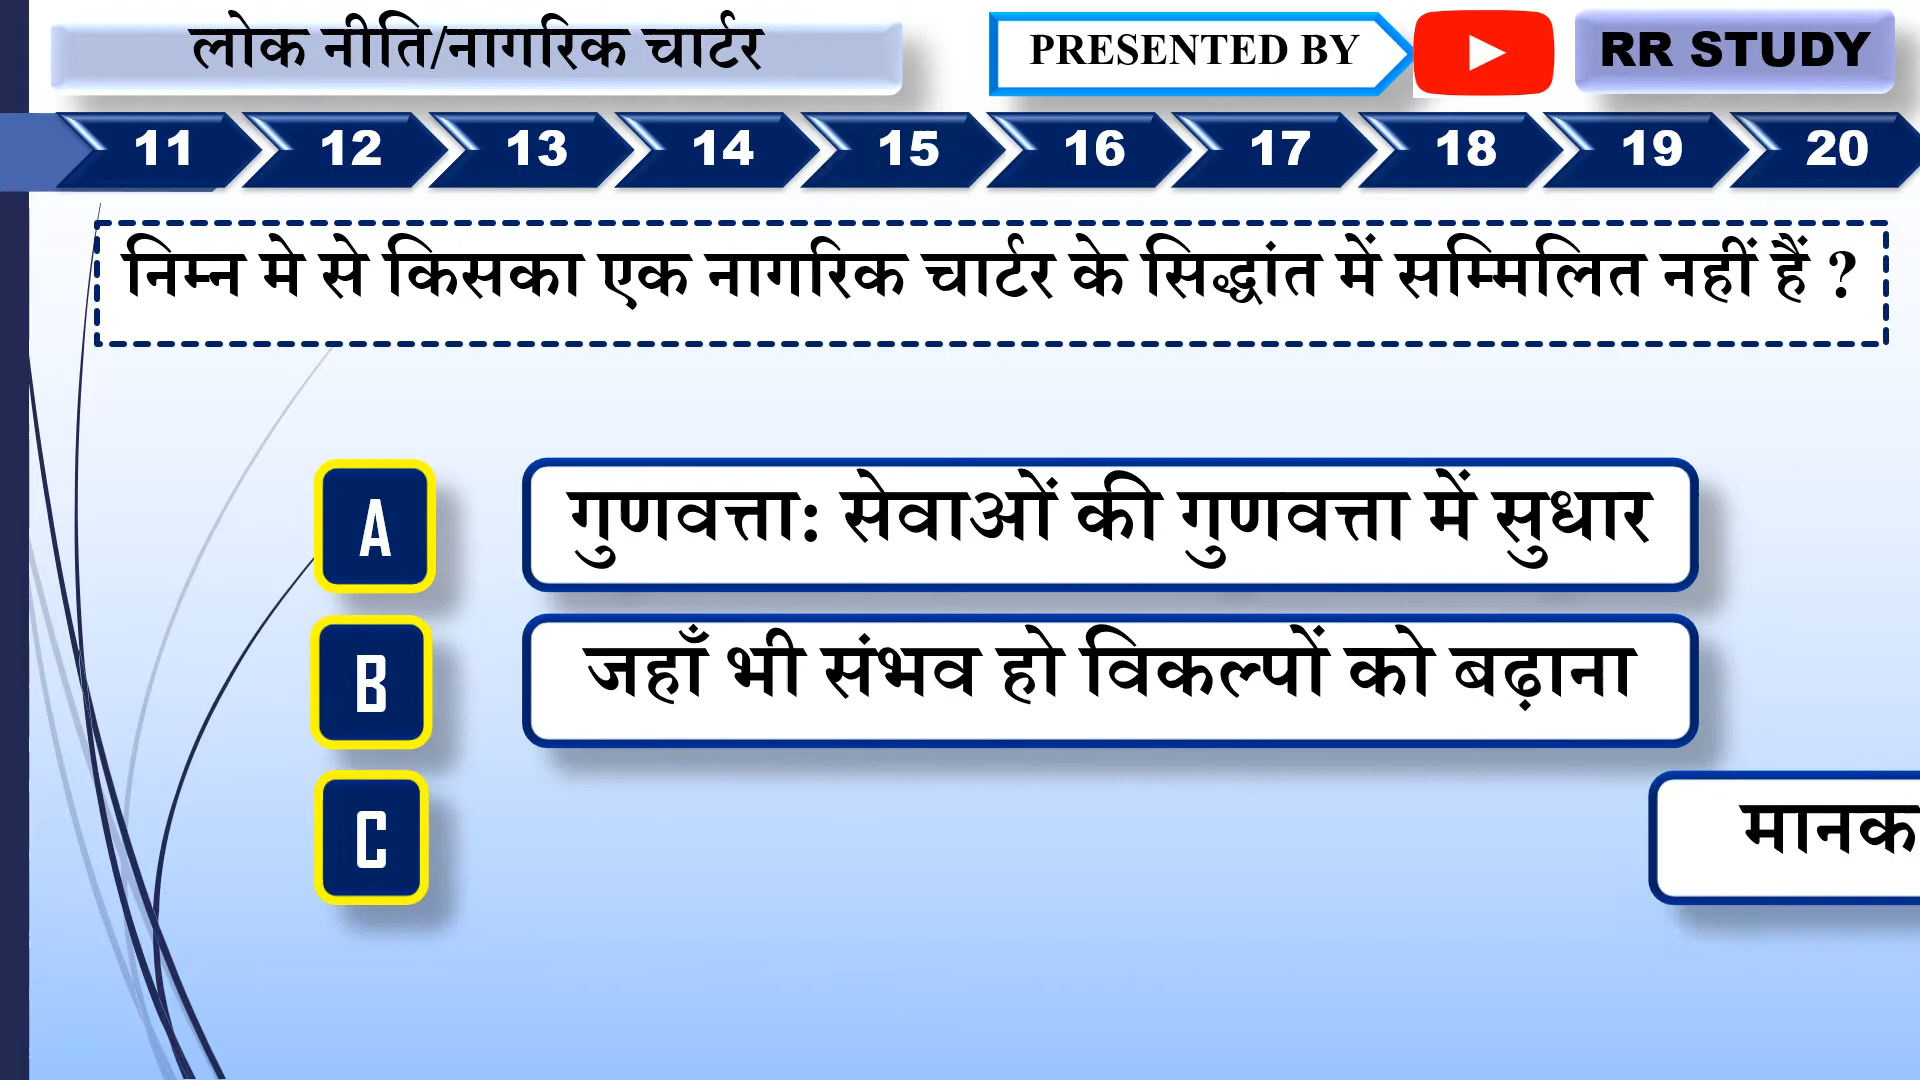 लोक नीति/नागरिक चार्टर
PRESENTED BY
RR STUDY
11 12 13 14 15 16 17 18 19 20
निम्न मे से किसका एक नागरिक चार्टर के सिद्धांत में सम्मिलित नहीं हैं ?
A गुणवत्ता: सेवाओं की गुणवत्ता में सुधार
B जहाँ भी संभव हो विकल्पों को बढ़ाना
C मानक